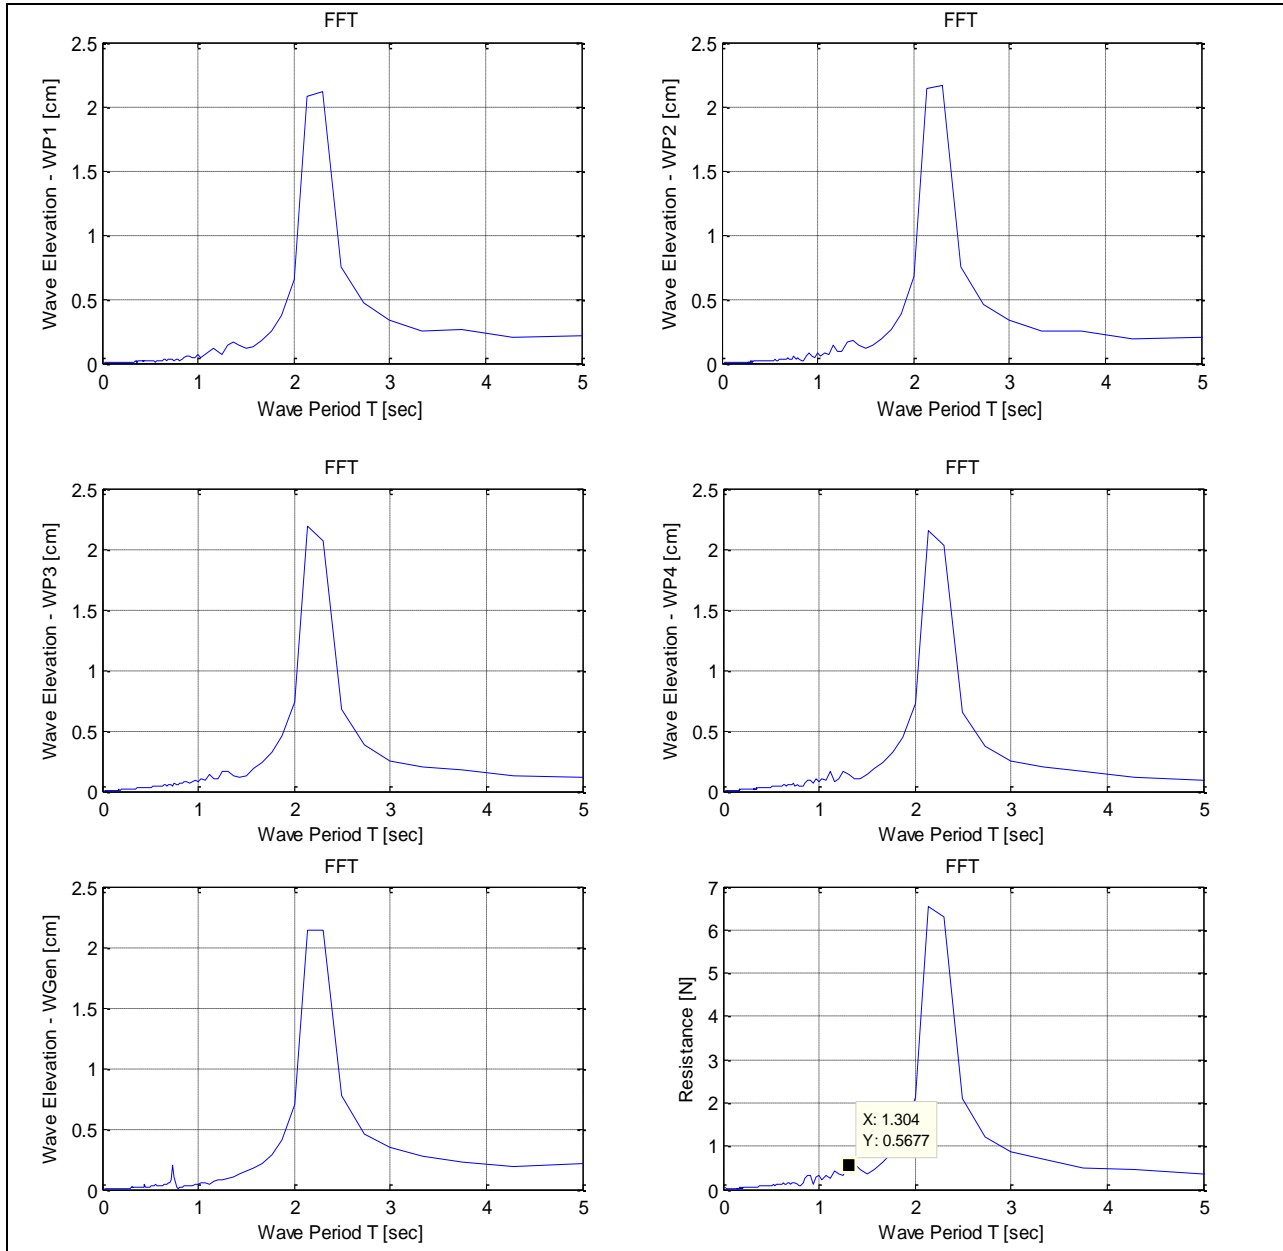 FFT
Wave Elevation - WP1 [cm]
2.5
2
1.5
1
0.5
0
0 1 2 3 4 5
Wave Period T [sec]
FFT
Wave Elevation - WP2 [cm]
2.5
2
1.5
1
0.5
0
0 1 2 3 4 5
Wave Period T [sec]
FFT
Wave Elevation - WP3 [cm]
2.5
2
1.5
1
0.5
0
0 1 2 3 4 5
Wave Period T [sec]
FFT
Wave Elevation - WP4 [cm]
2.5
2
1.5
1
0.5
0
0 1 2 3 4 5
Wave Period T [sec]
FFT
Wave Elevation - WGen [cm]
2.5
2
1.5
1
0.5
0
0 1 2 3 4 5
Wave Period T [sec]
FFT
Resistance [N]
7
6
5
4
3
2
1
0
X: 1.304
Y: 0.5677
0 1 2 3 4 5
Wave Period T [sec]